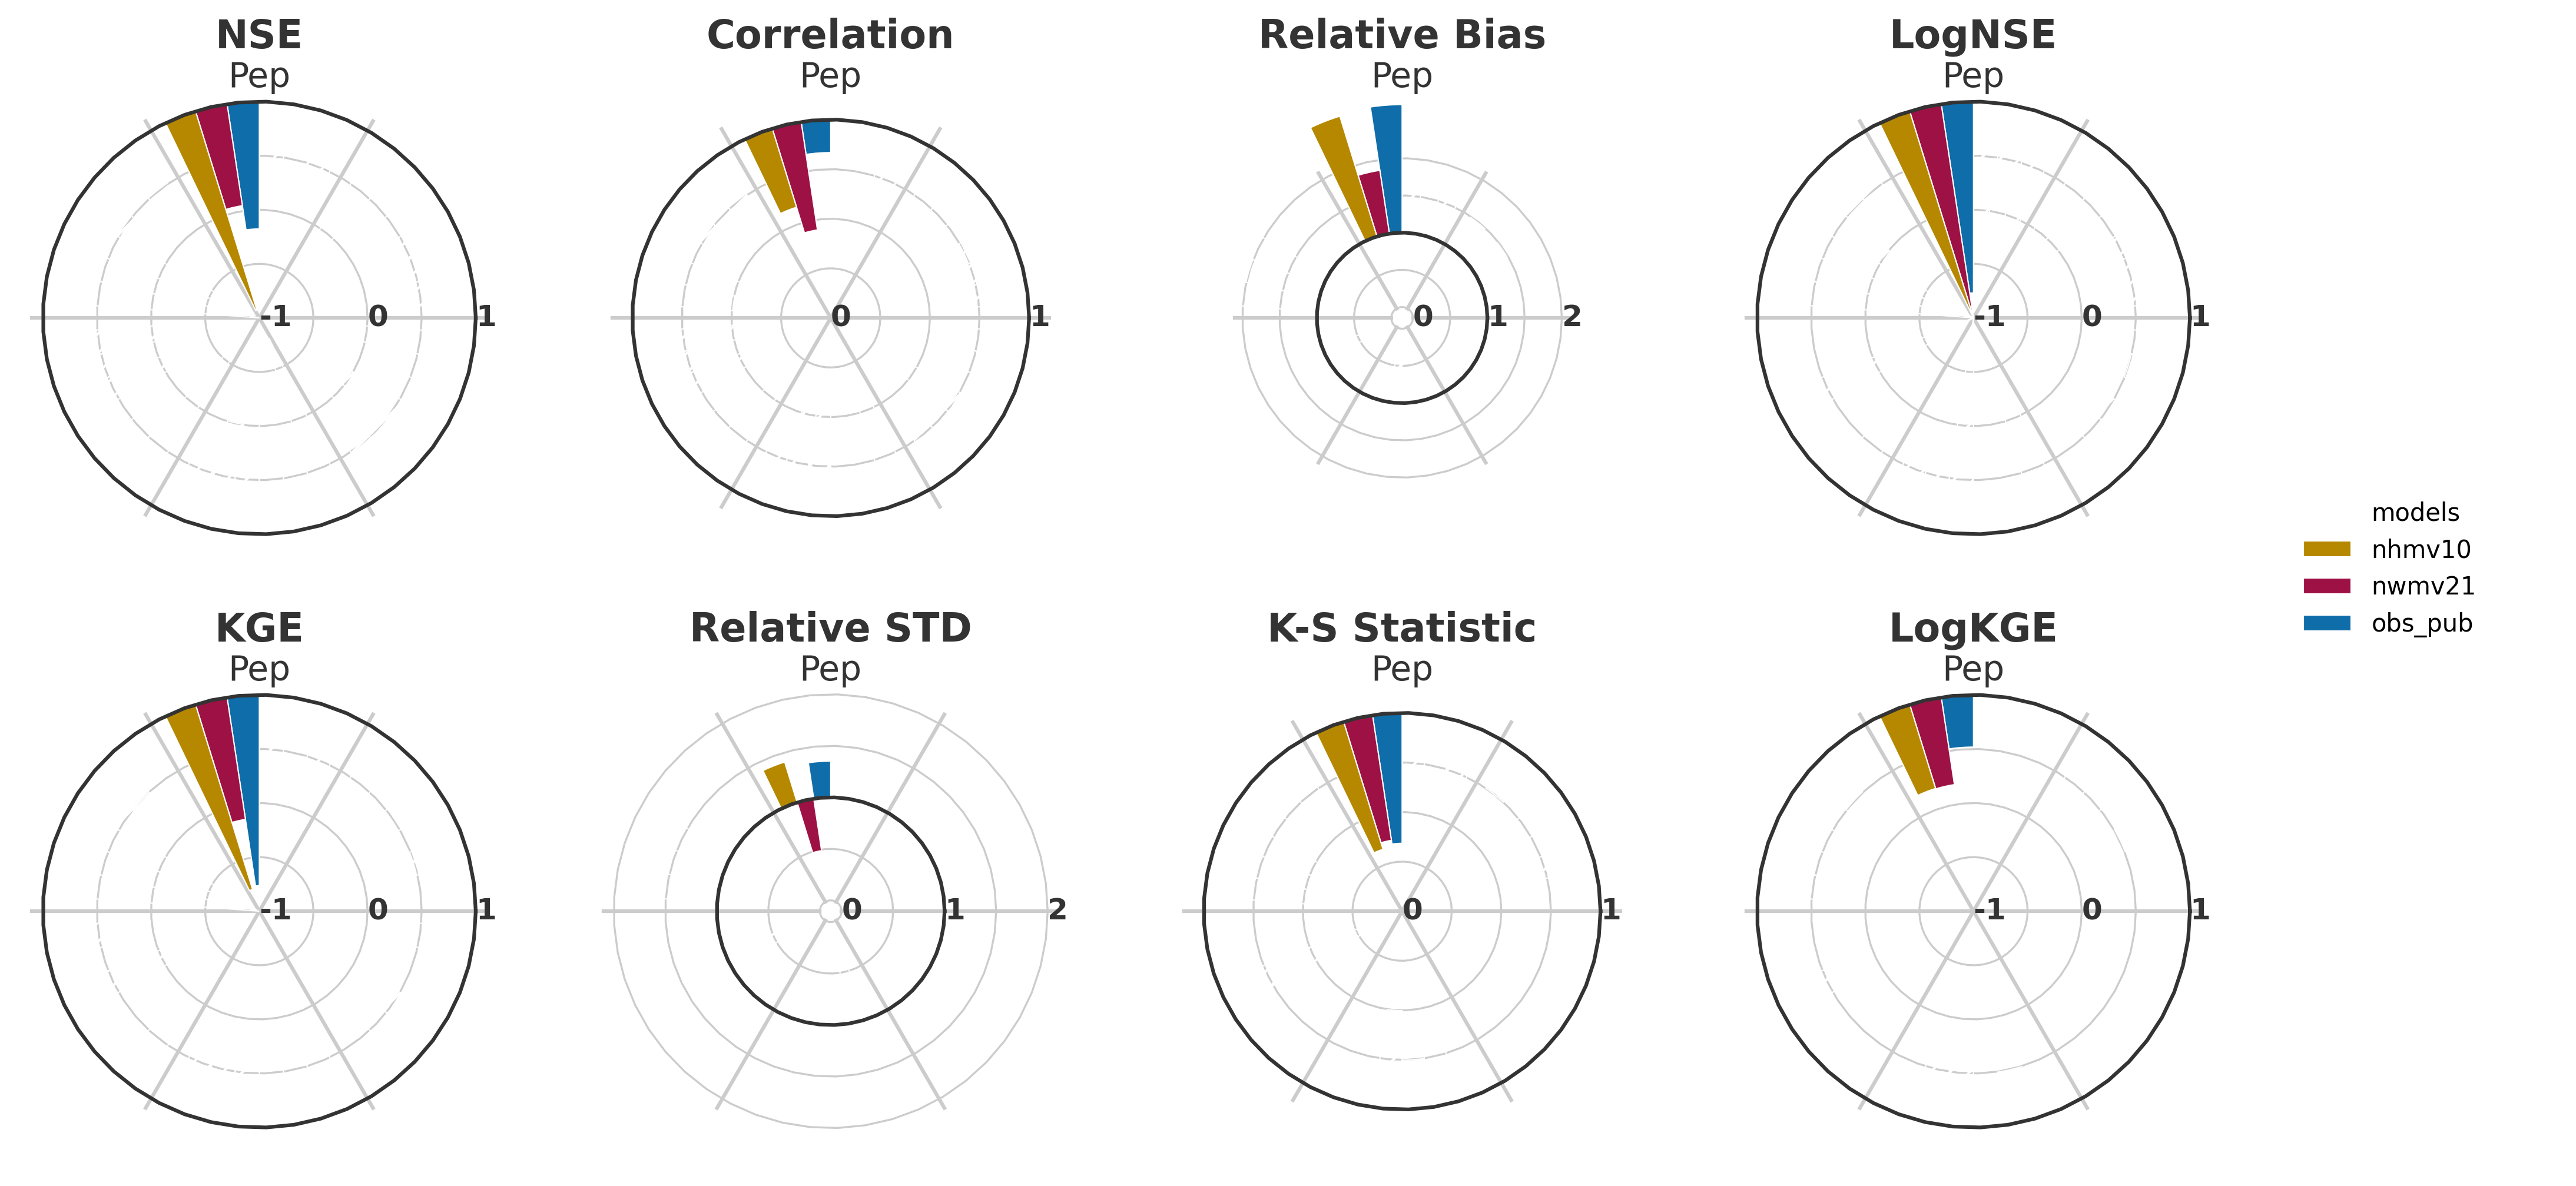 NSE
Pep
-1
0
1
Correlation
Pep
0
1
Relative Bias
Pep
0
1
2
LogNSE
Pep
-1
0
1
KGE
Pep
-1
0
1
Relative STD
Pep
0
1
2
K-S Statistic
Pep
0
1
LogKGE
Pep
-1
0
1
models
nhmv10
nwmv21
obs_pub